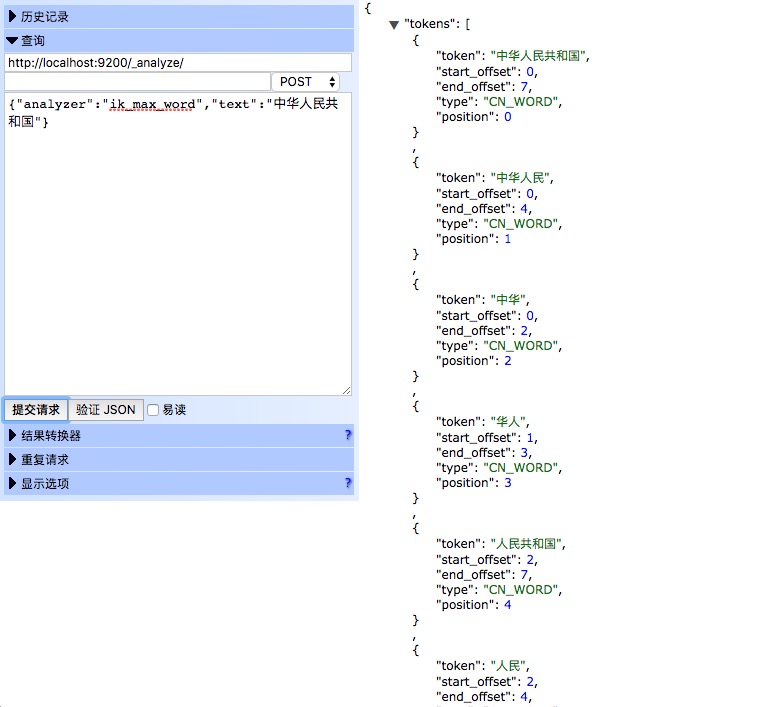 历史记录
查询
http://localhost:9200/_analyze/
POST
{"analyzer":"ik_max_word","text":"中华人民共
和国"}
提交请求 验证 JSON 易读
结果转换器 ?
重复请求
显示选项 ?
{
"tokens": [
{
"token": "中华人民共和国",
"start_offset": 0,
"end_offset": 7,
"type": "CN_WORD",
"position": 0
}
,
{
"token": "中华人民",
"start_offset": 0,
"end_offset": 4,
"type": "CN_WORD",
"position": 1
}
,
{
"token": "中华",
"start_offset": 0,
"end_offset": 2,
"type": "CN_WORD",
"position": 2
}
,
{
"token": "华人",
"start_offset": 1,
"end_offset": 3,
"type": "CN_WORD",
"position": 3
}
,
{
"token": "人民共和国",
"start_offset": 2,
"end_offset": 7,
"type": "CN_WORD",
"position": 4
}
,
{
"token": "人民",
"start_offset": 2,
"end_offset": 4,